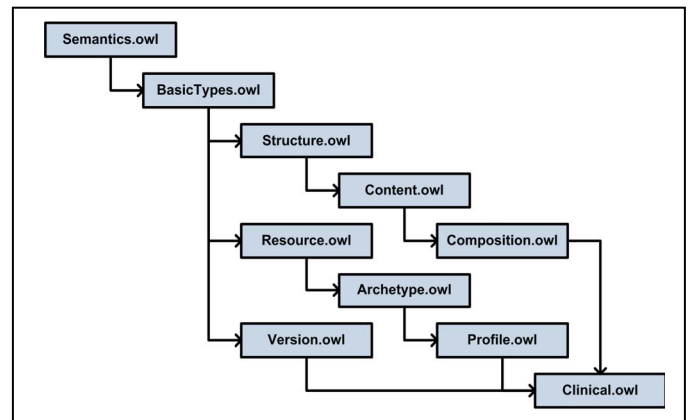 Semantics.owl
BasicTypes.owl
Structure.owl
Content.owl
Resource.owl
Composition.owl
Archetype.owl
Version.owl
Profile.owl
Clinical.owl